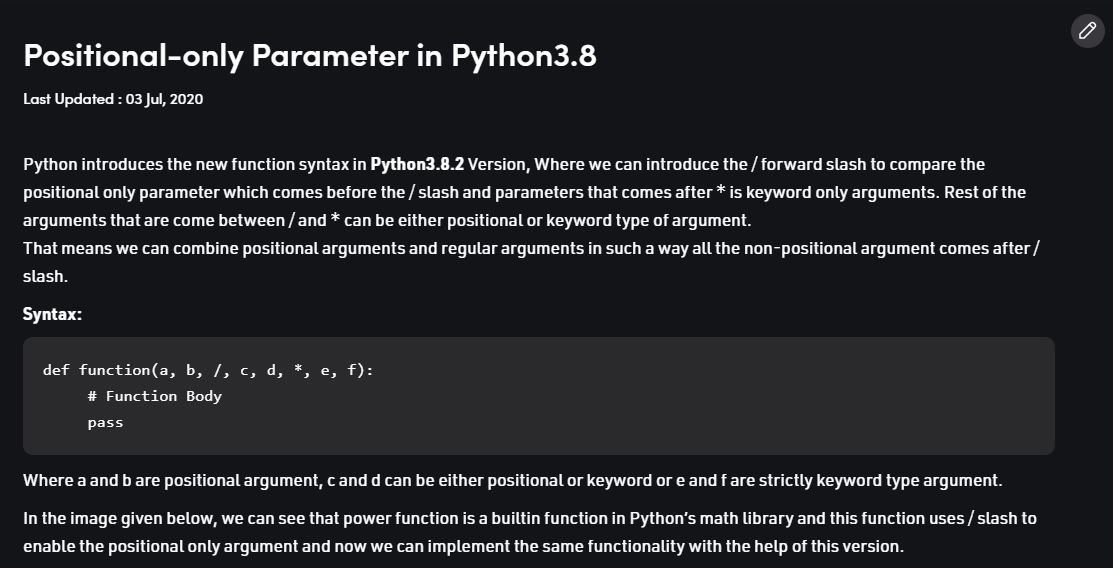 Positional-only Parameter in Python3.8
Last Updated : 03 Jul, 2020
Python introduces the new function syntax in Python3.8.2 Version, Where we can introduce the / forward slash to compare the
positional only parameter which comes before the / slash and parameters that comes after * is keyword only arguments. Rest of the
arguments that are come between / and * can be either positional or keyword type of argument.
That means we can combine positional arguments and regular arguments in such a way all the non-positional argument comes after /
slash.
Syntax:
def function(a, b, /, c, d, *, e, f):
     # Function Body
     pass
Where a and b are positional argument, c and d can be either positional or keyword or e and f are strictly keyword type argument.
In the image given below, we can see that power function is a builtin function in Python's math library and this function uses / slash to
enable the positional only argument and now we can implement the same functionality with the help of this version.